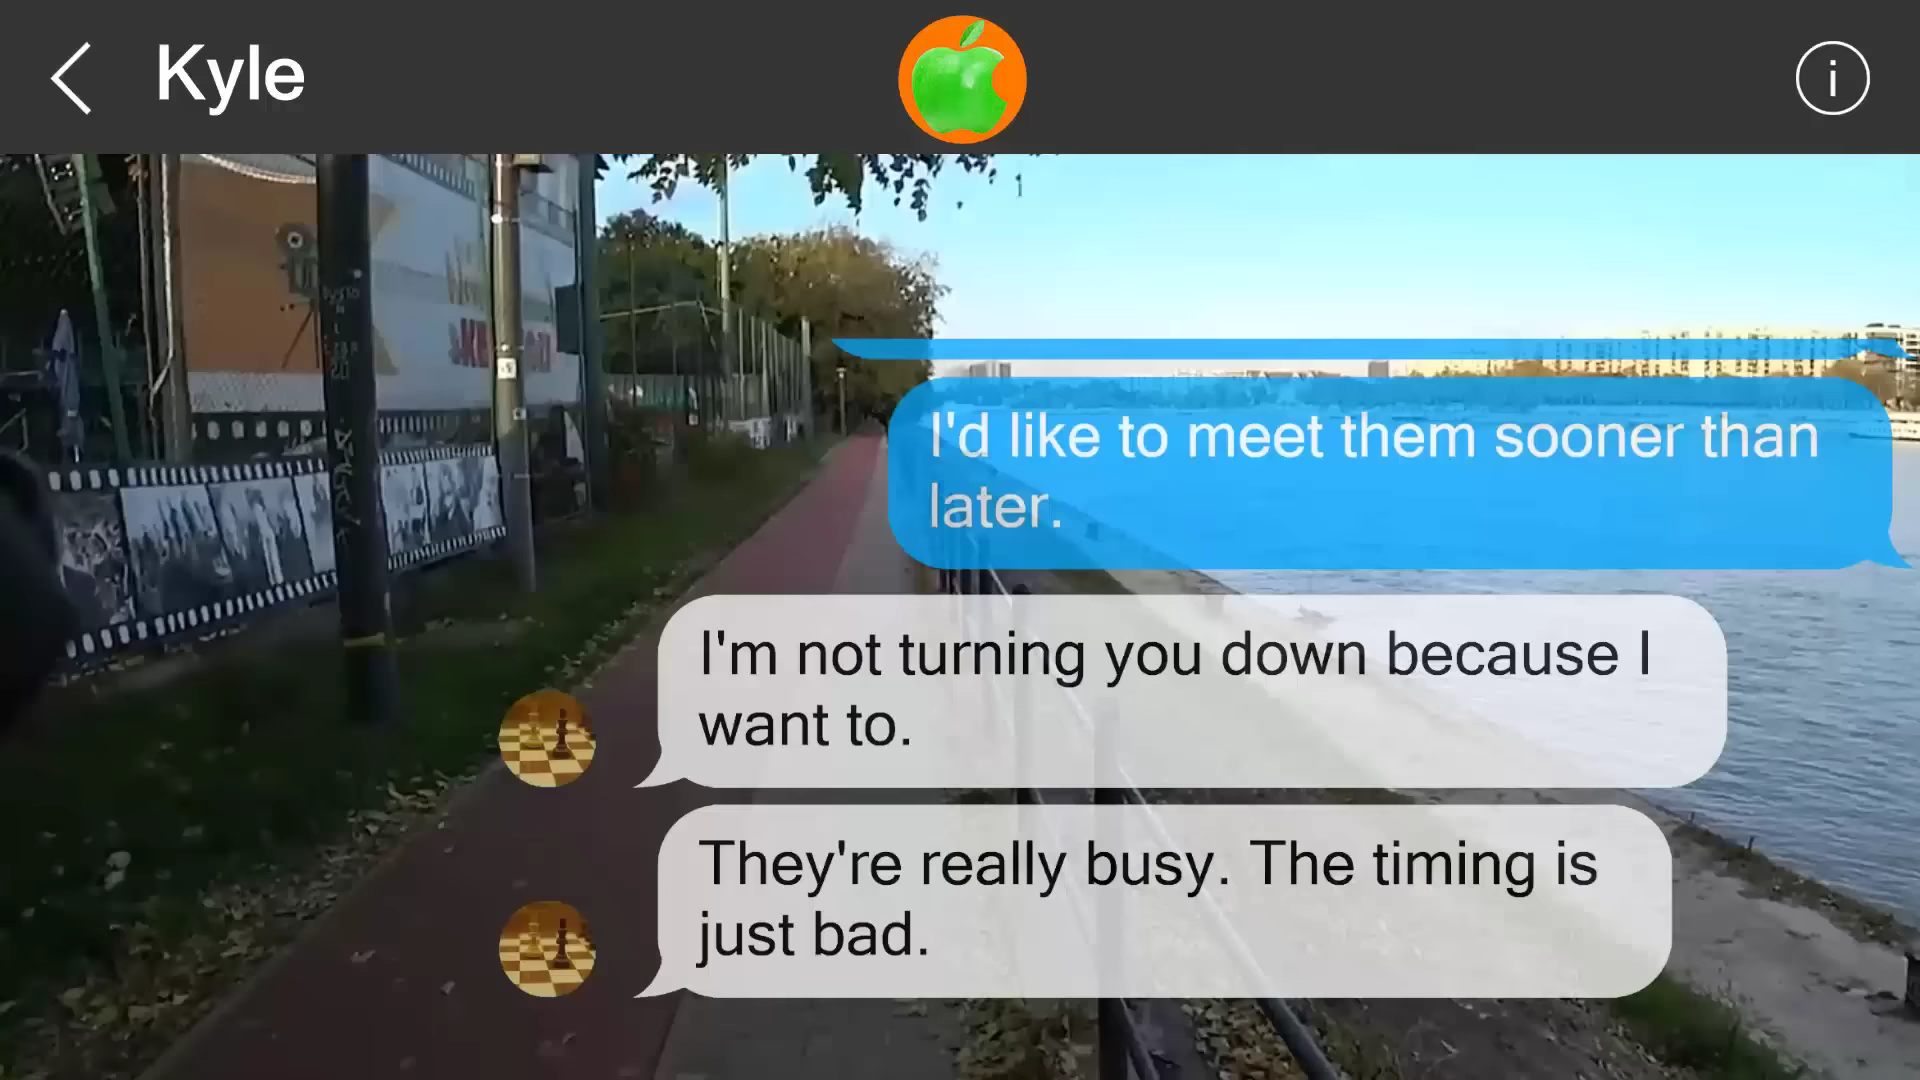 Kyle
I'd like to meet them sooner than
later.
I'm not turning you down because I
want to.
They're really busy. The timing is
just bad.